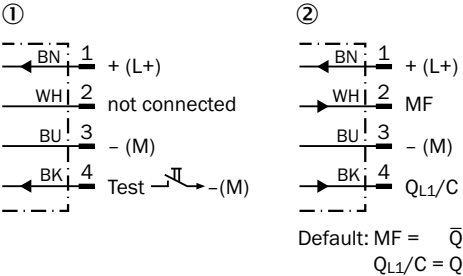 ①
BN 1 + (L+)
WH 2 not connected
BU 3 – (M)
BK 4 Test –(M)
②
BN 1 + (L+)
WH 2 MF
BU 3 – (M)
BK 4 QL1/C
Default: MF = Q̅
QL1/C = Q